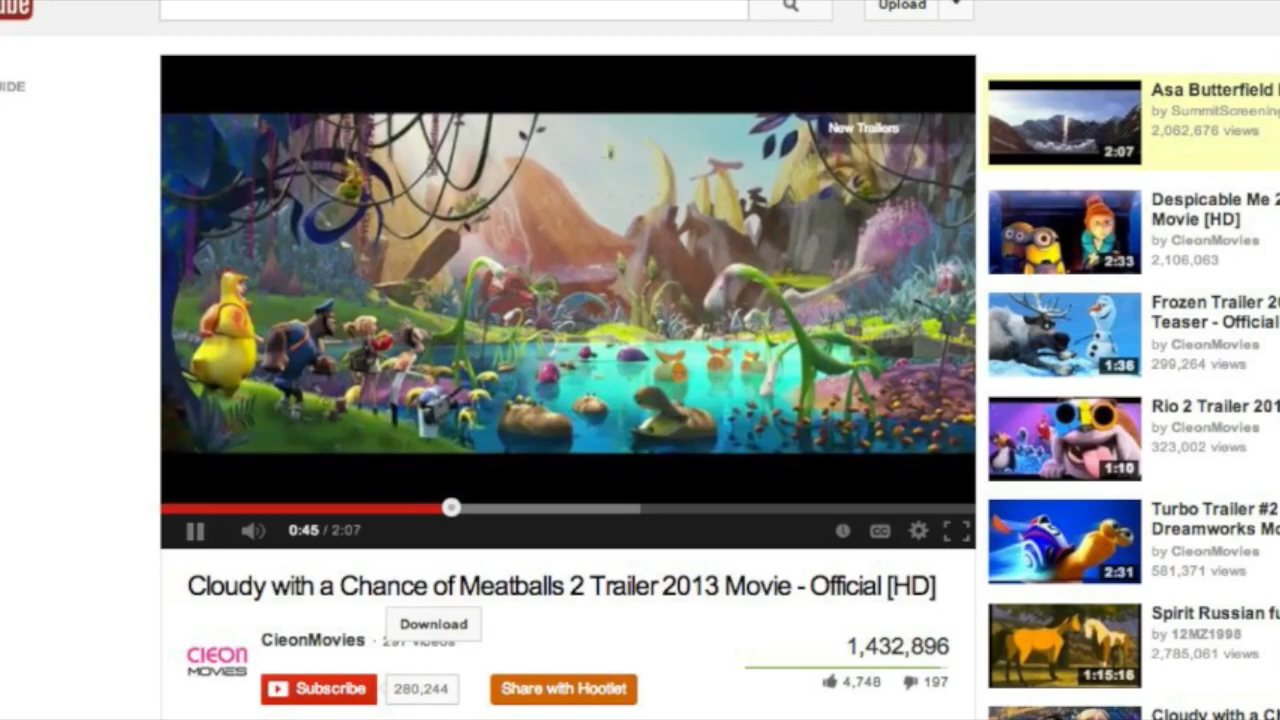 Upload
New Trailers
0:45 / 2:07
CC
Cloudy with a Chance of Meatballs 2 Trailer 2013 Movie - Official [HD]
Download
CieonMovies · 297 videos
CIEON
MOVIES
1,432,896
4,748
197
Subscribe
280,244
Share with Hootlet
2:07
Asa Butterfield
by SummitScreening
2,062,676 views
2:33
Despicable Me 2
Movie [HD]
by CieonMovies
2,106,063
1:36
Frozen Trailer 20
Teaser - Official
by CieonMovies
299,264 views
1:10
Rio 2 Trailer 201
by CieonMovies
323,002 views
2:31
Turbo Trailer #2
Dreamworks Mo
by CieonMovies
581,371 views
1:15:16
Spirit Russian fu
by 12MZ1998
2,785,061 views